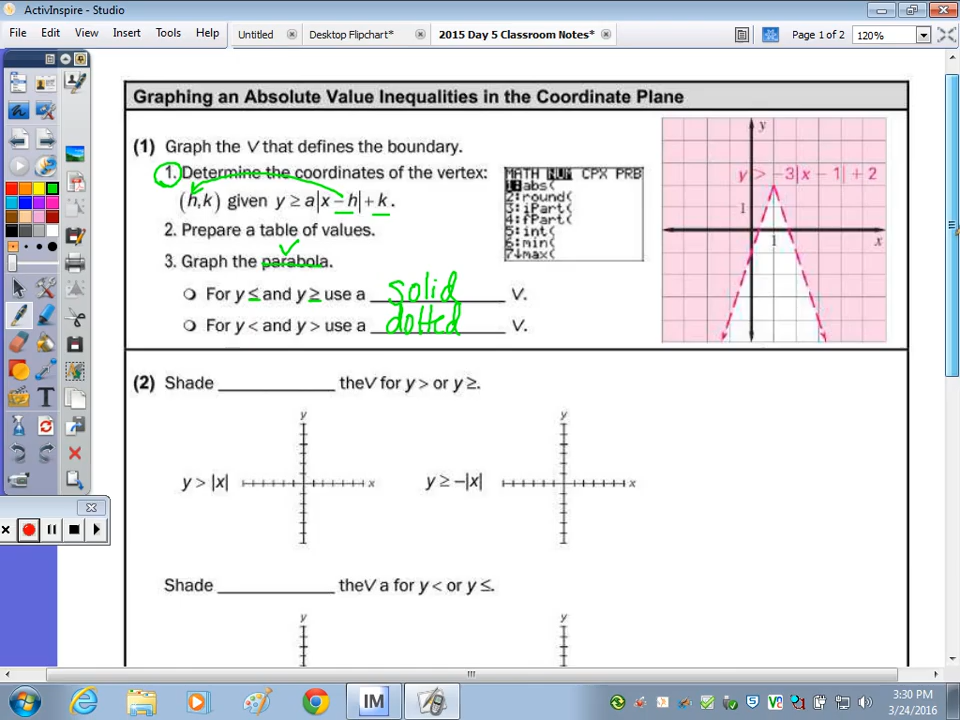 ActivInspire - Studio
File Edit View Insert Tools Help Untitled Desktop Flipchart* 2015 Day 5 Classroom Notes* Page 1 of 2 120%
Graphing an Absolute Value Inequalities in the Coordinate Plane
(1) Graph the V that defines the boundary.
1. Determine the coordinates of the vertex:
(h,k) given y ≥ a|x – h| + k.
2. Prepare a table of values.
V
3. Graph the parabola.
For y ≤ and y ≥ use a solid V.
For y < and y > use a dotted V.
MATH NUM CPX PRB
1:abs(
2:round(
3:iPart(
4:fPart(
5:int(
6:min(
7↓max(
y
y > –3|x – 1| + 2
1
1
x
(2) Shade ____________ the V for y > or y ≥.
y
y > |x|
x
y
y ≥ –|x|
x
Shade ____________ the V a for y < or y ≤.
y
y
IM
3:30 PM
3/24/2016